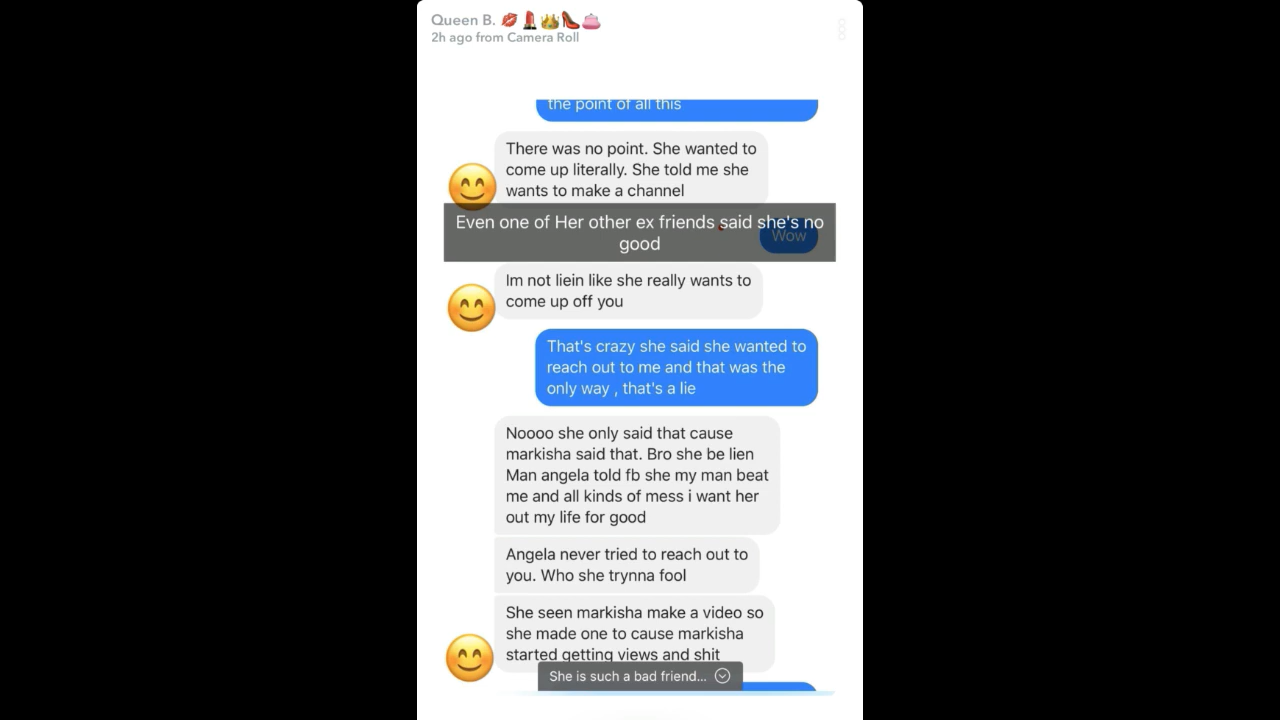 Queen B. 💋💄👑👠👛
2h ago from Camera Roll
the point of all this
There was no point. She wanted to
come up literally. She told me she
wants to make a channel
Even one of Her other ex friends said she's no
good
Wow
Im not liein like she really wants to
come up off you
That's crazy she said she wanted to
reach out to me and that was the
only way , that's a lie
Noooo she only said that cause
markisha said that. Bro she be lien
Man angela told fb she my man beat
me and all kinds of mess i want her
out my life for good
Angela never tried to reach out to
you. Who she trynna fool
She seen markisha make a video so
she made one to cause markisha
started getting views and shit
She is such a bad friend...